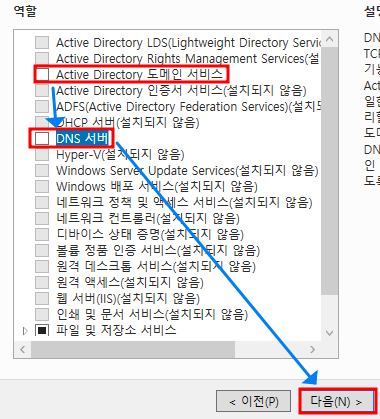 역할
설명
Active Directory LDS(Lightweight Directory Servic
Active Directory Rights Management Services(설
Active Directory 도메인 서비스
Active Directory 인증서 서비스(설치되지 않음)
ADFS(Active Directory Federation Services)(설치되
DHCP 서버(설치되지 않음)
DNS 서버
Hyper-V(설치되지 않음)
Windows Server Update Services(설치되지 않음)
Windows 배포 서비스(설치되지 않음)
네트워크 정책 및 액세스 서비스(설치되지 않음)
네트워크 컨트롤러(설치되지 않음)
디바이스 상태 증명(설치되지 않음)
볼륨 정품 인증 서비스(설치되지 않음)
원격 데스크톱 서비스(설치되지 않음)
원격 액세스(설치되지 않음)
웹 서버(IIS)(설치되지 않음)
인쇄 및 문서 서비스(설치되지 않음)
파일 및 저장소 서비스
DN
TCP
기능
Act
일한
리할
도메
DN
인
도록
< 이전(P)
다음(N) >